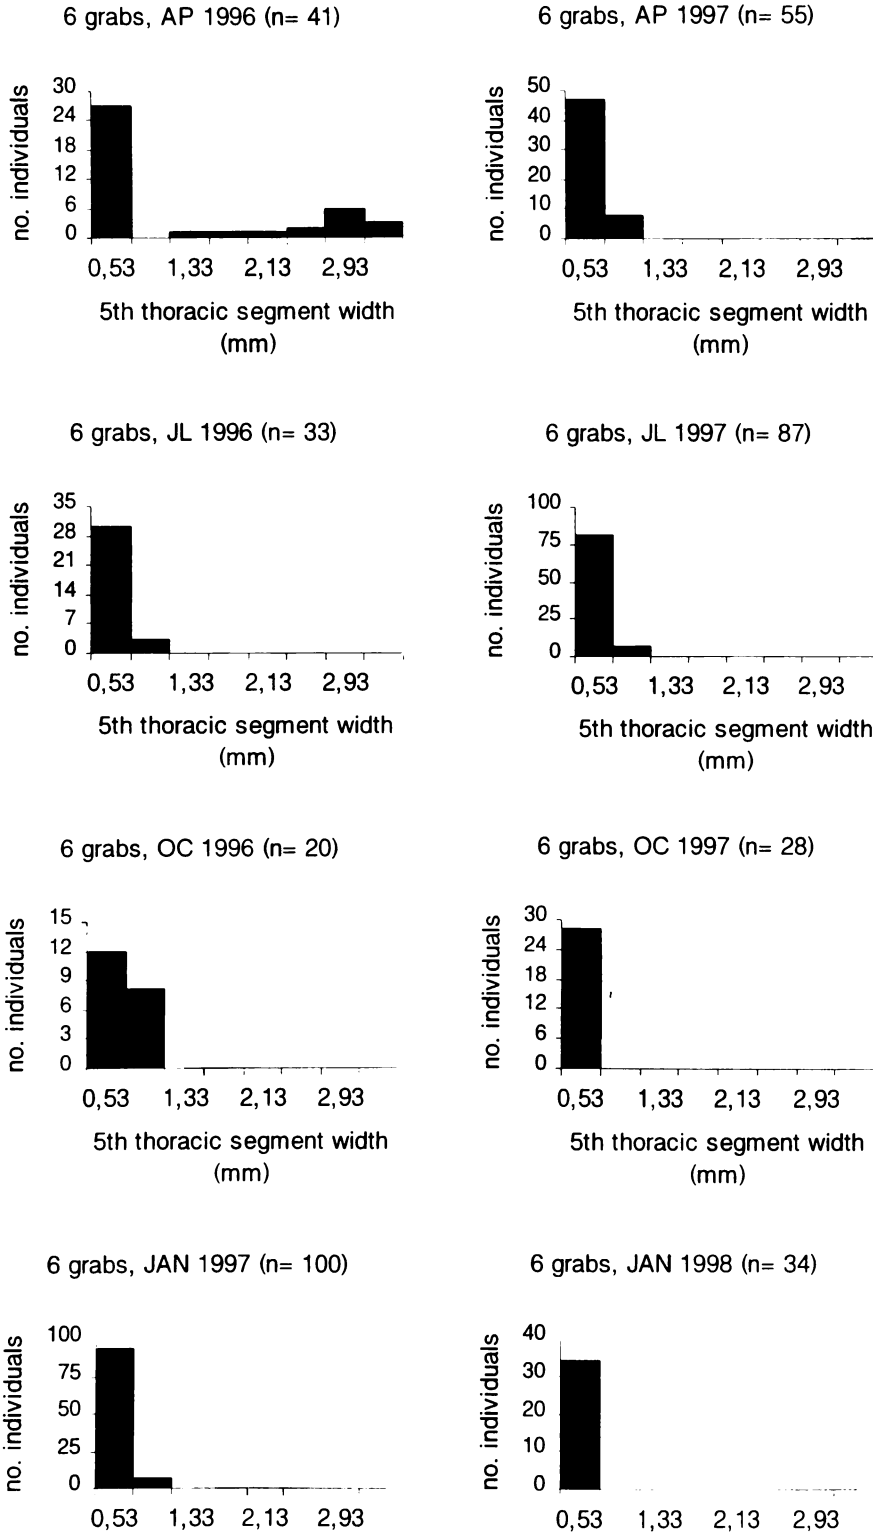 6 grabs, AP 1996 (n= 41)
no. individuals
30
24
18
12
6
0
0,53 1,33 2,13 2,93
5th thoracic segment width
(mm)
6 grabs, AP 1997 (n= 55)
no. individuals
50
40
30
20
10
0
0,53 1,33 2,13 2,93
5th thoracic segment width
(mm)
6 grabs, JL 1996 (n= 33)
no. individuals
35
28
21
14
7
0
0,53 1,33 2,13 2,93
5th thoracic segment width
(mm)
6 grabs, JL 1997 (n= 87)
no. individuals
100
75
50
25
0
0,53 1,33 2,13 2,93
5th thoracic segment width
(mm)
6 grabs, OC 1996 (n= 20)
no. individuals
15
12
9
6
3
0
0,53 1,33 2,13 2,93
5th thoracic segment width
(mm)
6 grabs, OC 1997 (n= 28)
no. individuals
30
24
18
12
6
0
0,53 1,33 2,13 2,93
5th thoracic segment width
(mm)
6 grabs, JAN 1997 (n= 100)
no. individuals
100
75
50
25
0
0,53 1,33 2,13 2,93
6 grabs, JAN 1998 (n= 34)
no. individuals
40
30
20
10
0
0,53 1,33 2,13 2,93